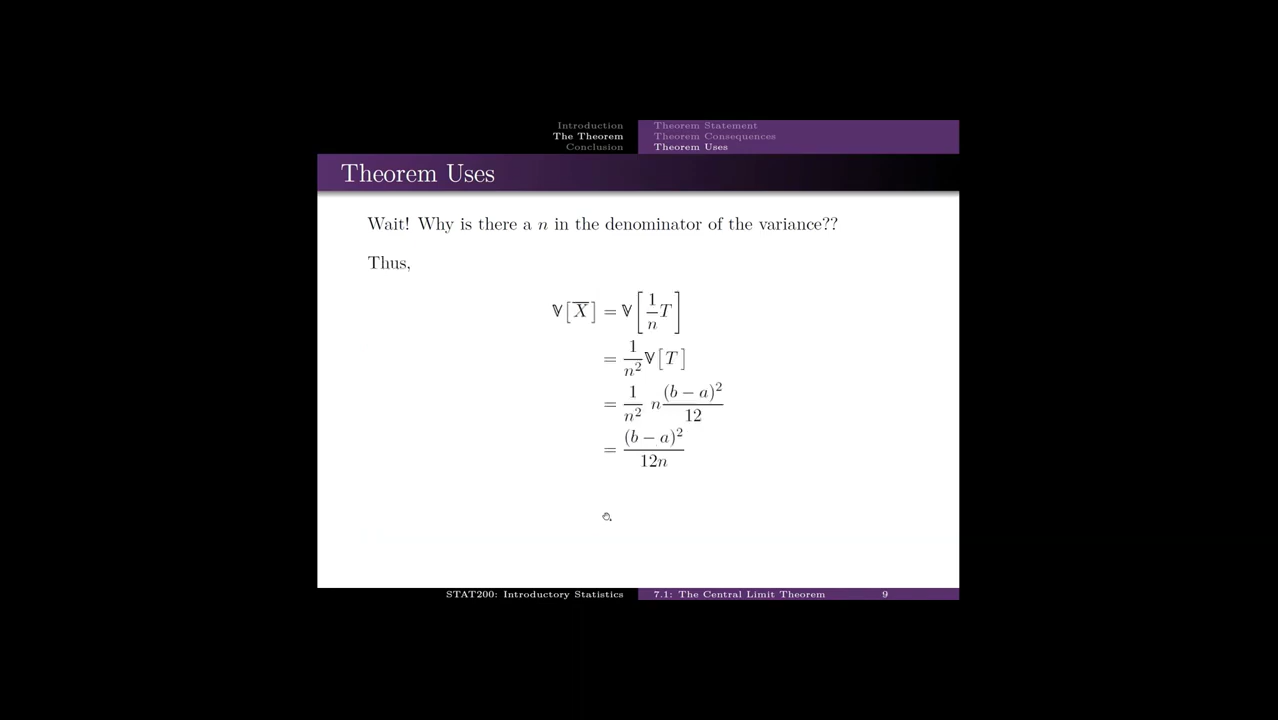 Introduction
The Theorem
Conclusion
Theorem Statement
Theorem Consequences
Theorem Uses
Theorem Uses
Wait! Why is there a n in the denominator of the variance??
Thus,
𝕍[X̅] = 𝕍[1/n T]
= 1/n² 𝕍[T]
= 1/n² n (b − a)²/12
= (b − a)²/12n
STAT200: Introductory Statistics
7.1: The Central Limit Theorem
9